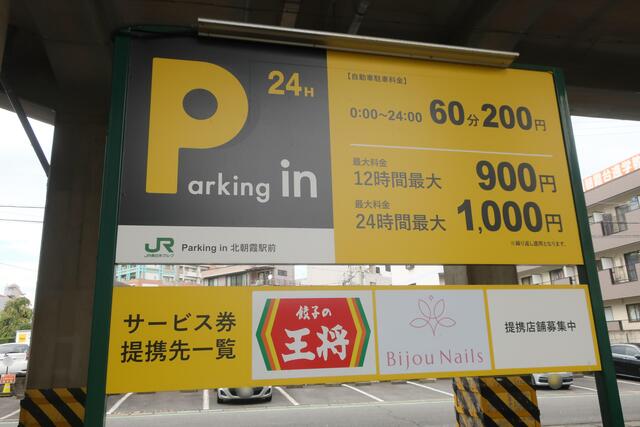 Parking in
24H
【自動車駐車料金】
0:00～24:00 60分200円
最大料金
12時間最大 900円
最大料金
24時間最大 1,000円
※繰り返し適用となります。
JR
JR東日本グループ
Parking in 北朝霞駅前
サービス券
提携先一覧
餃子の
王将
Bijou Nails
提携店舗募集中